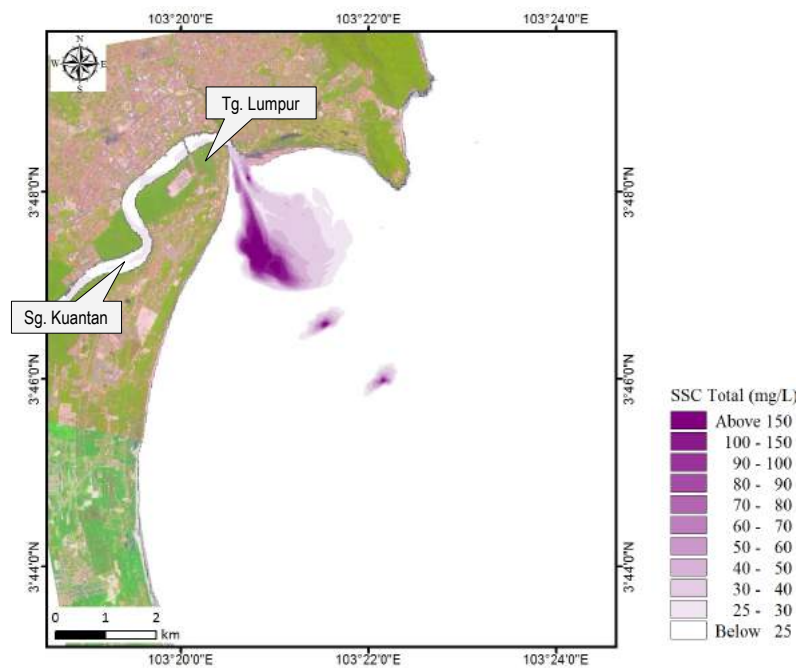 103°20'0"E 103°22'0"E 103°24'0"E
N
W E
S
Tg. Lumpur
3°48'0"N 3°48'0"N
Sg. Kuantan
3°46'0"N 3°46'0"N
SSC Total (mg/L)
Above 150
100 - 150
90 - 100
80 - 90
70 - 80
60 - 70
50 - 60
40 - 50
30 - 40
25 - 30
Below 25
3°44'0"N 3°44'0"N
0 1 2
km
103°20'0"E 103°22'0"E 103°24'0"E